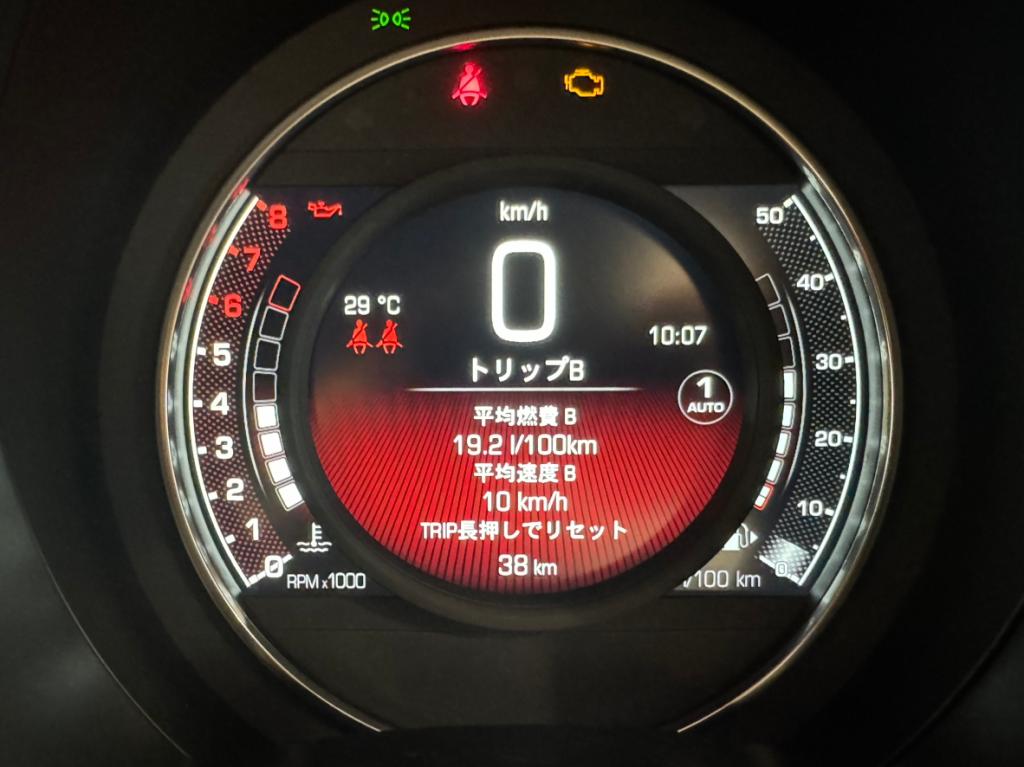 km/h
0
29 °C
10:07
トリップB
1
AUTO
平均燃費 B
19.2 l/100km
平均速度 B
10 km/h
TRIP長押しでリセット
38 km
8
7
6
5
4
3
2
1
0
RPM x1000
50
40
30
20
10
0
/100 km